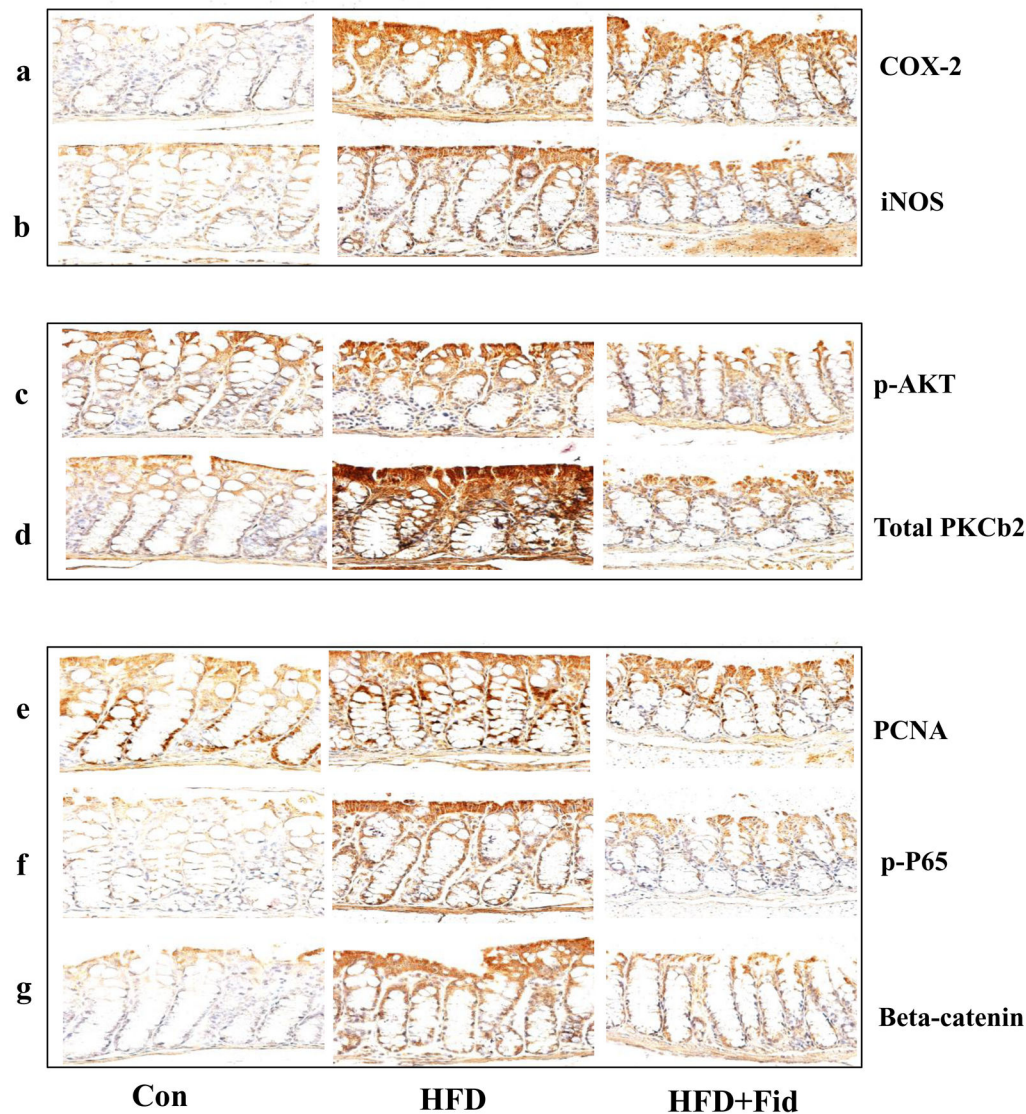 a
COX-2
b
iNOS
c
p-AKT
d
Total PKCb2
e
PCNA
f
p-P65
g
Beta-catenin
Con
HFD
HFD+Fid